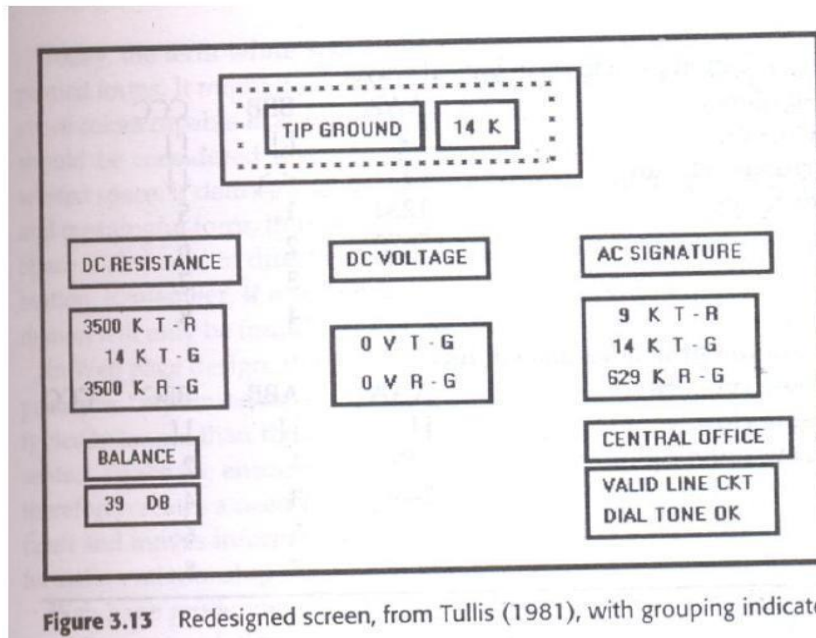 TIP GROUND 14 K
DC RESISTANCE
3500 K T-R
14 K T-G
3500 K R-G
BALANCE
39 DB
DC VOLTAGE
0 V T-G
0 V R-G
AC SIGNATURE
9 K T-R
14 K T-G
629 K R-G
CENTRAL OFFICE
VALID LINE CKT
DIAL TONE OK
Figure 3.13 Redesigned screen, from Tullis (1981), with grouping indicate